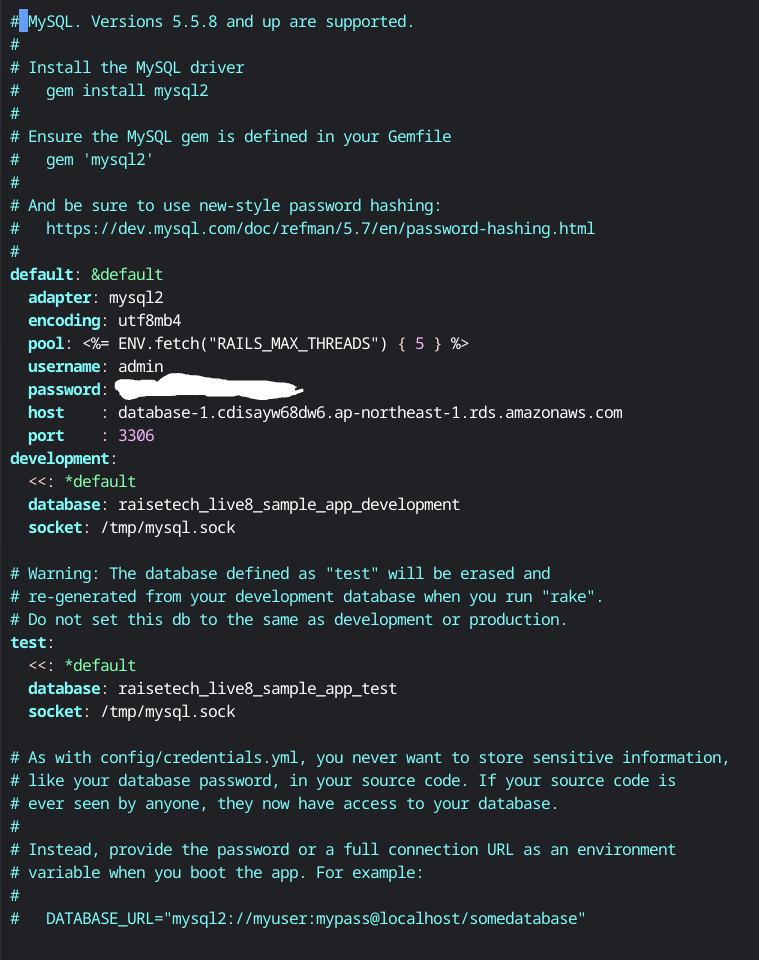 # MySQL. Versions 5.5.8 and up are supported.
#
# Install the MySQL driver
#   gem install mysql2
#
# Ensure the MySQL gem is defined in your Gemfile
#   gem 'mysql2'
#
# And be sure to use new-style password hashing:
#   https://dev.mysql.com/doc/refman/5.7/en/password-hashing.html
#
default: &default
  adapter: mysql2
  encoding: utf8mb4
  pool: <%= ENV.fetch("RAILS_MAX_THREADS") { 5 } %>
  username: admin
  password:
  host    : database-1.cdisayw68dw6.ap-northeast-1.rds.amazonaws.com
  port    : 3306
development:
  <<: *default
  database: raisetech_live8_sample_app_development
  socket: /tmp/mysql.sock

# Warning: The database defined as "test" will be erased and
# re-generated from your development database when you run "rake".
# Do not set this db to the same as development or production.
test:
  <<: *default
  database: raisetech_live8_sample_app_test
  socket: /tmp/mysql.sock

# As with config/credentials.yml, you never want to store sensitive information,
# like your database password, in your source code. If your source code is
# ever seen by anyone, they now have access to your database.
#
# Instead, provide the password or a full connection URL as an environment
# variable when you boot the app. For example:
#
#   DATABASE_URL="mysql2://myuser:mypass@localhost/somedatabase"